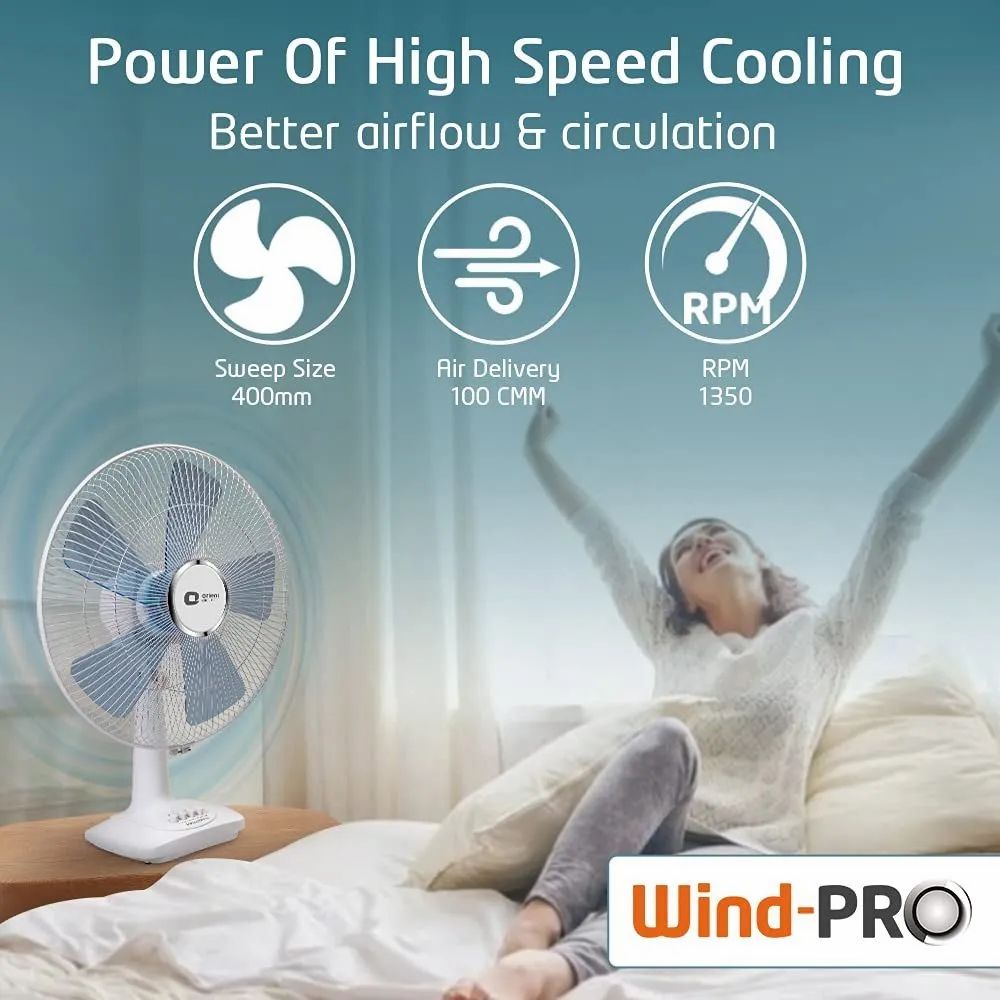 Power Of High Speed Cooling
Better airflow & circulation
RPM
Sweep Size
400mm
Air Delivery
100 CMM
RPM
1350
orient
Wind-PRO